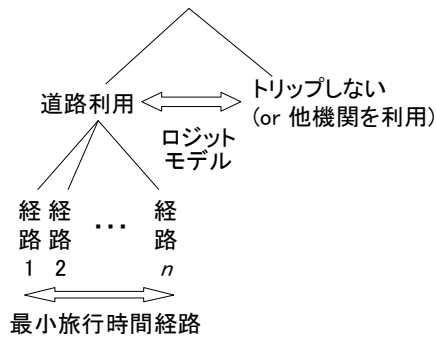 道路利用
トリップしない
(or 他機関を利用)
ロジット
モデル
経路1
経路2
…
経路n
最小旅行時間経路